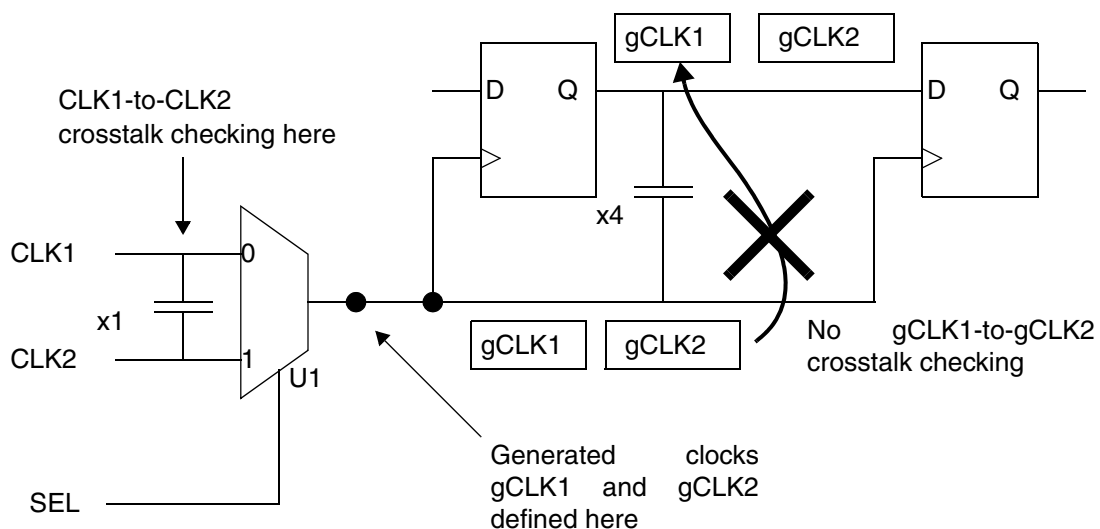 gCLK1 gCLK2
CLK1-to-CLK2
crosstalk checking here
D Q
D Q
x4
CLK1
0
x1
CLK2
1
U1
gCLK1 gCLK2
No gCLK1-to-gCLK2
crosstalk checking
Generated clocks
gCLK1 and gCLK2
defined here
SEL